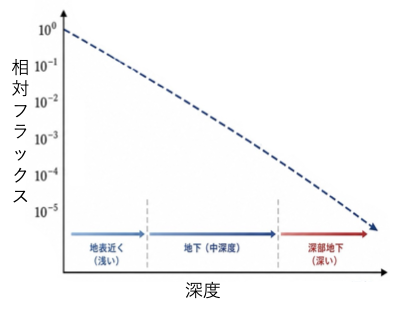 相対フラックス
10⁰
10⁻¹
10⁻²
10⁻³
10⁻⁴
10⁻⁵
地表近く
(浅い)
地下（中深度）
深部地下
(深い)
深度